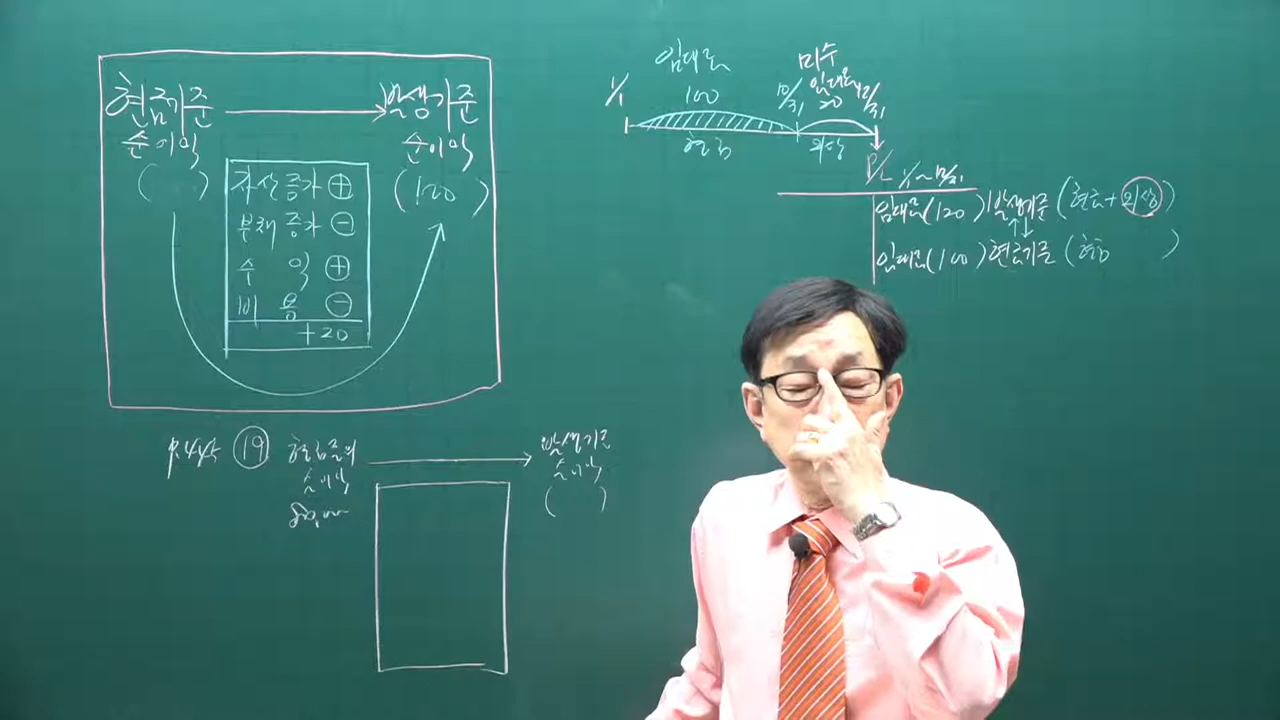 현금기준 → 발생기준
순이익 순이익
( ) (120)
자산증가 ⊕
부채증가 ⊖
수 익 ⊕
비 용 ⊖
+20
임대료 미수
임대료
1/1 100 10/31 20 12/31
현금 외상
P/L 1/1~12/31
임대료(120) 발생기준 (현금+외상)
임대료(100) 현금기준 (현금 )
⑲ 현금기준 → 발생기준
순이익 순이익
( )